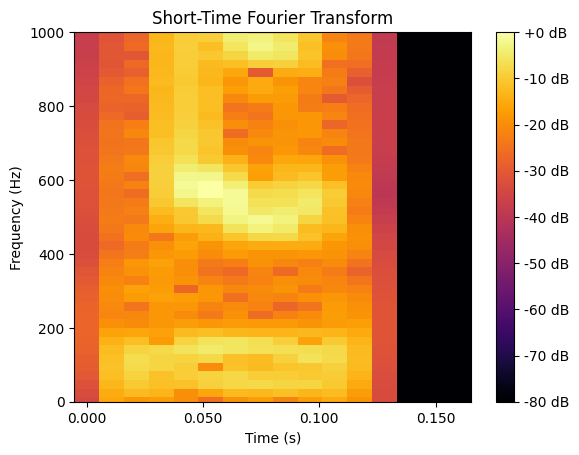 Short-Time Fourier Transform
Frequency (Hz)
1000
800
600
400
200
0
0.000
0.050
0.100
0.150
Time (s)
+0 dB
-10 dB
-20 dB
-30 dB
-40 dB
-50 dB
-60 dB
-70 dB
-80 dB